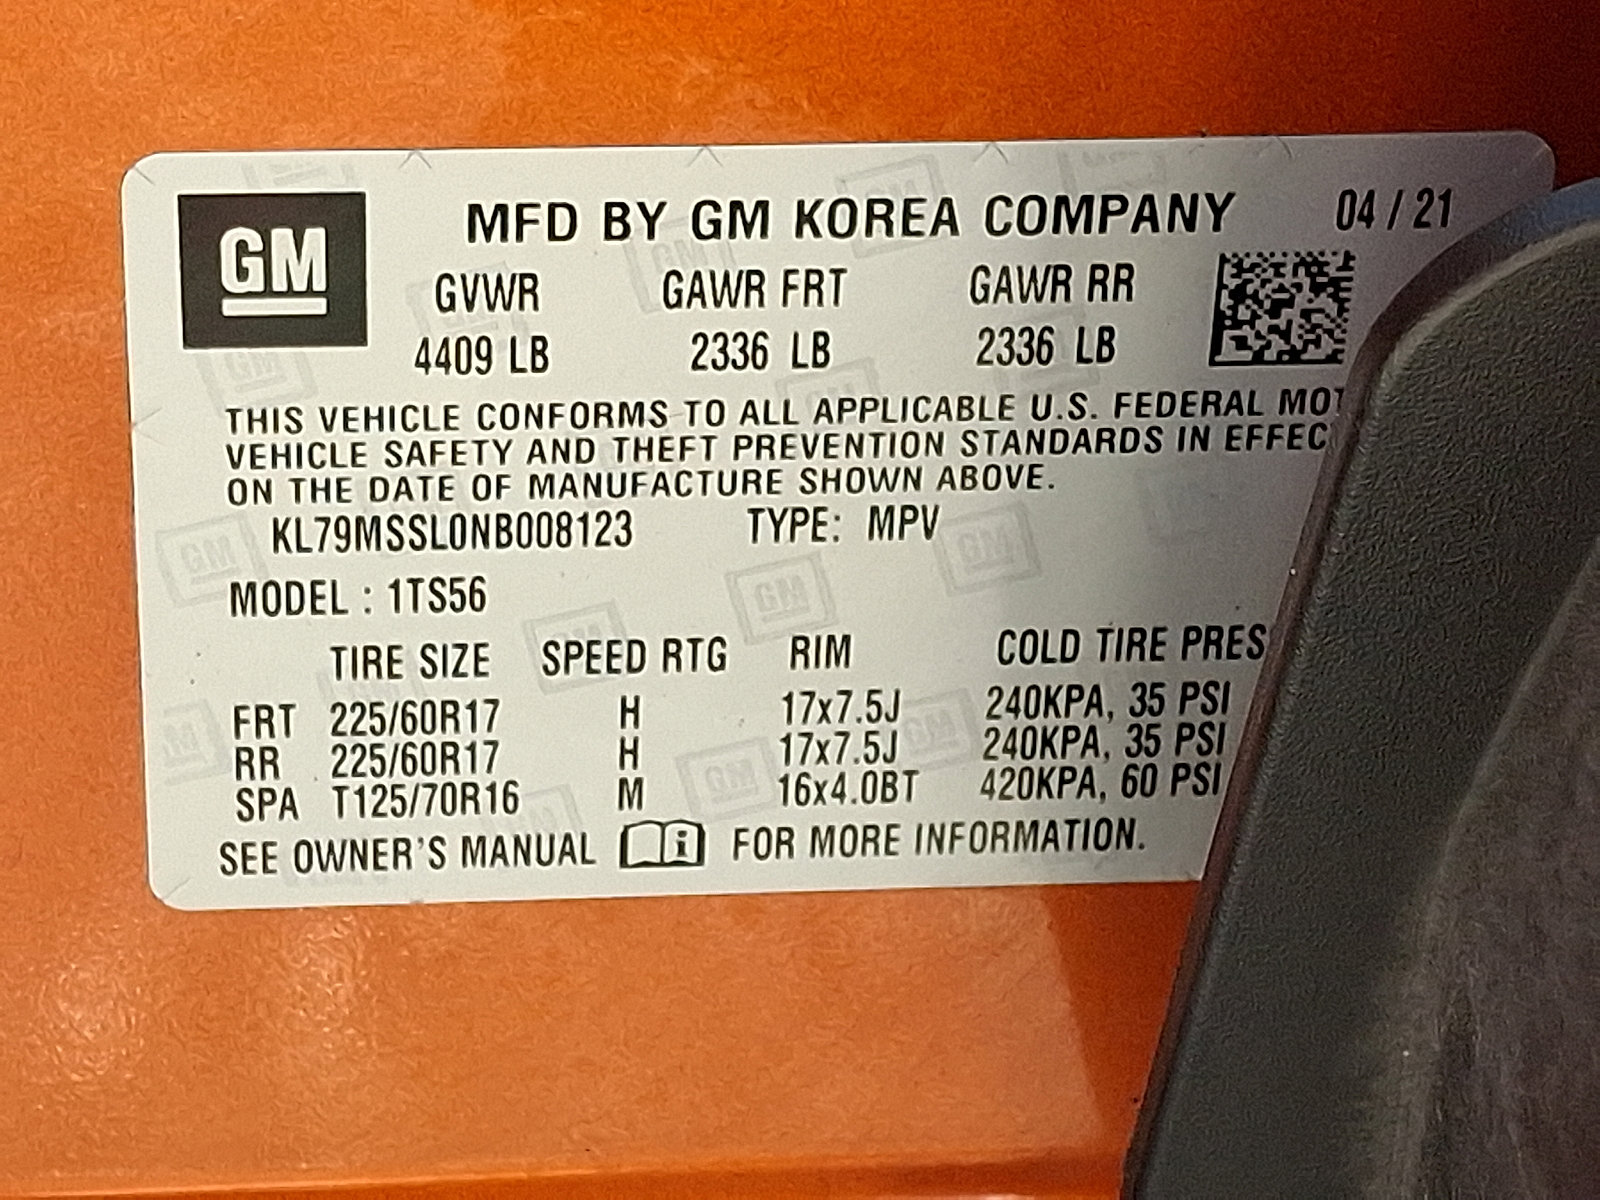 GM
MFD BY GM KOREA COMPANY 04 / 21
GVWR GAWR FRT GAWR RR
4409 LB 2336 LB 2336 LB
THIS VEHICLE CONFORMS TO ALL APPLICABLE U.S. FEDERAL MOT
VEHICLE SAFETY AND THEFT PREVENTION STANDARDS IN EFFEC
ON THE DATE OF MANUFACTURE SHOWN ABOVE.
KL79MSSL0NB008123 TYPE: MPV
MODEL : 1TS56
TIRE SIZE SPEED RTG RIM COLD TIRE PRES
FRT 225/60R17 H 17x7.5J 240KPA, 35 PSI
RR 225/60R17 H 17x7.5J 240KPA, 35 PSI
SPA T125/70R16 M 16x4.0BT 420KPA, 60 PSI
SEE OWNER'S MANUAL i FOR MORE INFORMATION.